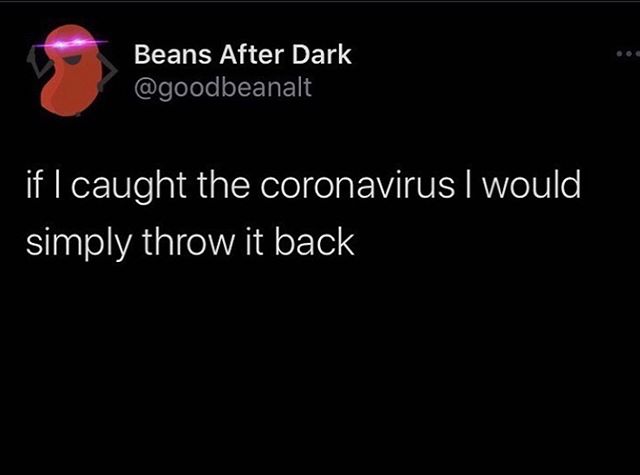 Beans After Dark
@goodbeanalt
if I caught the coronavirus I would
simply throw it back